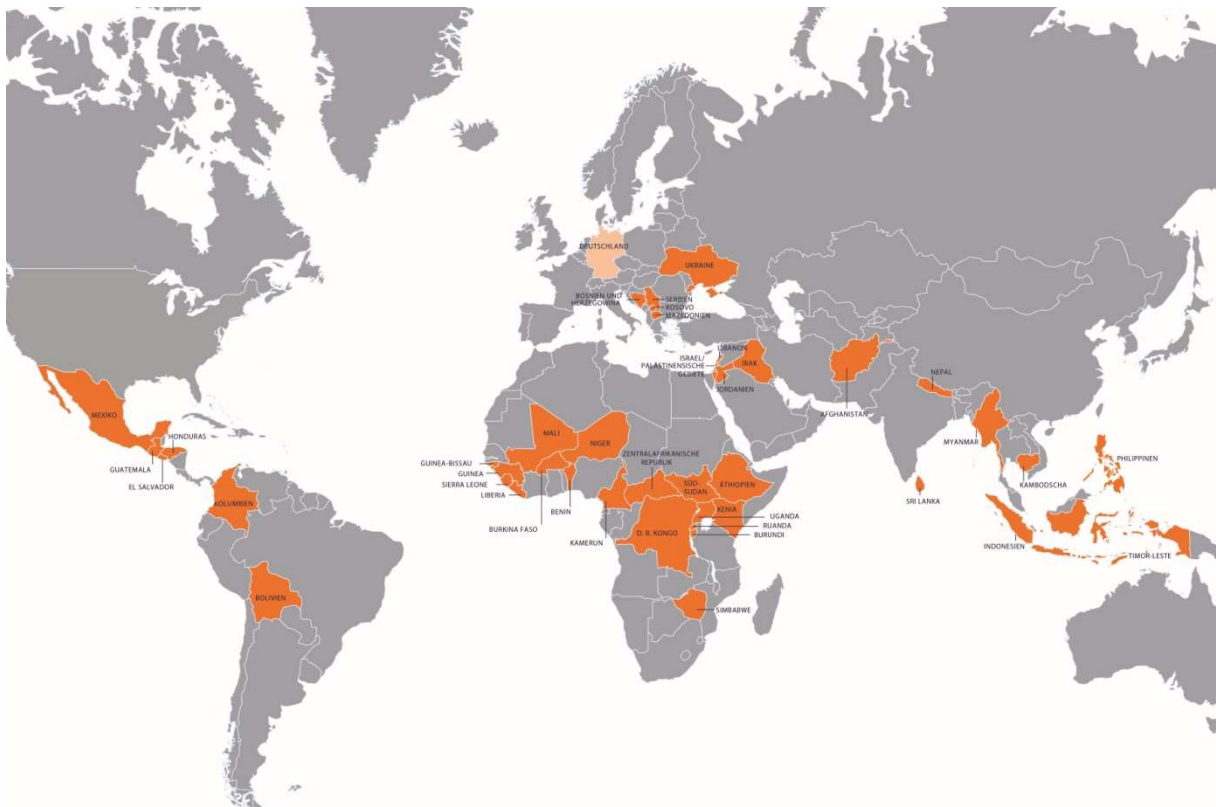 DEUTSCHLAND
UKRAINE
BOSNIEN UND
HERZEGOWINA
SERBIEN
KOSOVO
MAZEDONIEN
LIBANON
ISRAEL/
PALÄSTINENSISCHE
GEBIETE
IRAK
JORDANIEN
AFGHANISTAN
NEPAL
MYANMAR
PHILIPPINEN
KAMBODSCHA
SRI LANKA
INDONESIEN
TIMOR-LESTE
MEXIKO
HONDURAS
GUATEMALA
EL SALVADOR
KOLUMBIEN
BOLIVIEN
MALI
NIGER
ZENTRALAFRIKANISCHE
REPUBLIK
GUINEA-BISSAU
GUINEA
SIERRA LEONE
LIBERIA
BENIN
BURKINA FASO
KAMERUN
SÜD-
SUDAN
ÄTHIOPIEN
KENIA
UGANDA
D. R. KONGO
RUANDA
BURUNDI
SIMBABWE